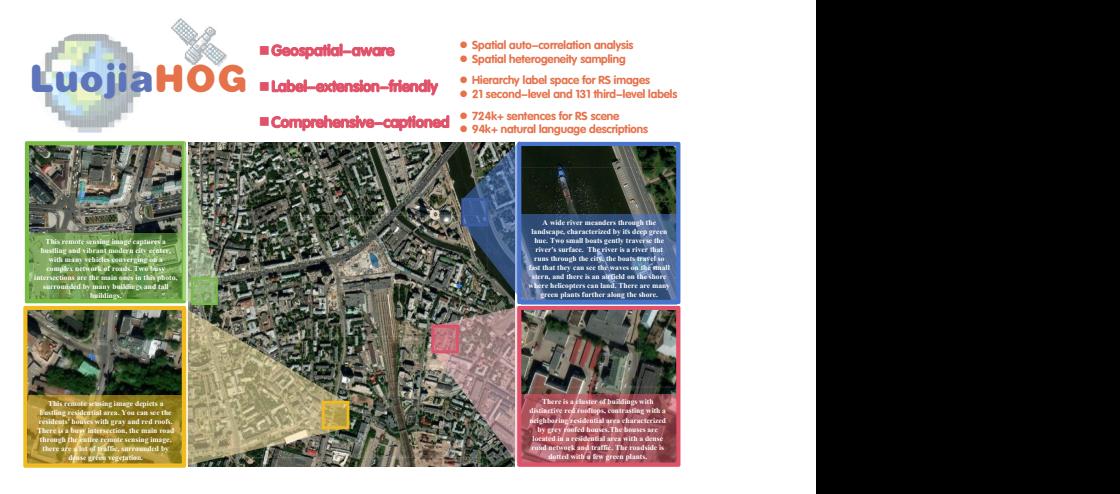 LuojiaHOG
Geospatial-aware
Spatial auto-correlation analysis
Spatial heterogeneity sampling
Label-extension-friendly
Hierarchy label space for RS images
21 second-level and 131 third-level labels
Comprehensive-captioned
724k+ sentences for RS scene
94k+ natural language descriptions
This remote sensing image captures a
bustling and vibrant modern city center,
with many vehicles converging on a
complex network of roads. Two busy
intersections are the main ones in this photo,
surrounded by many buildings and tall
buildings.
A wide river meanders through the
landscape, characterized by its deep green
hue. Two small boats gently traverse the
river's surface. The river is a river that
runs through the city, the boats travel so
fast that they can see the waves on the small
stern, and there is an airfield on the shore
where helicopters can land. There are many
green plants further along the shore.
This remote sensing image depicts a
bustling residential area. You can see the
residents' houses with gray and red roofs.
There is a busy intersection, the main road
through the entire remote sensing image,
there are a lot of traffic, surrounded by
dense green vegetation.
There is a cluster of buildings with
distinctive red rooftops, contrasting with a
neighboring residential area characterized
by grey roofed houses. The houses are
located in a residential area with a dense
road network and traffic. The roadside is
dotted with a few green plants.